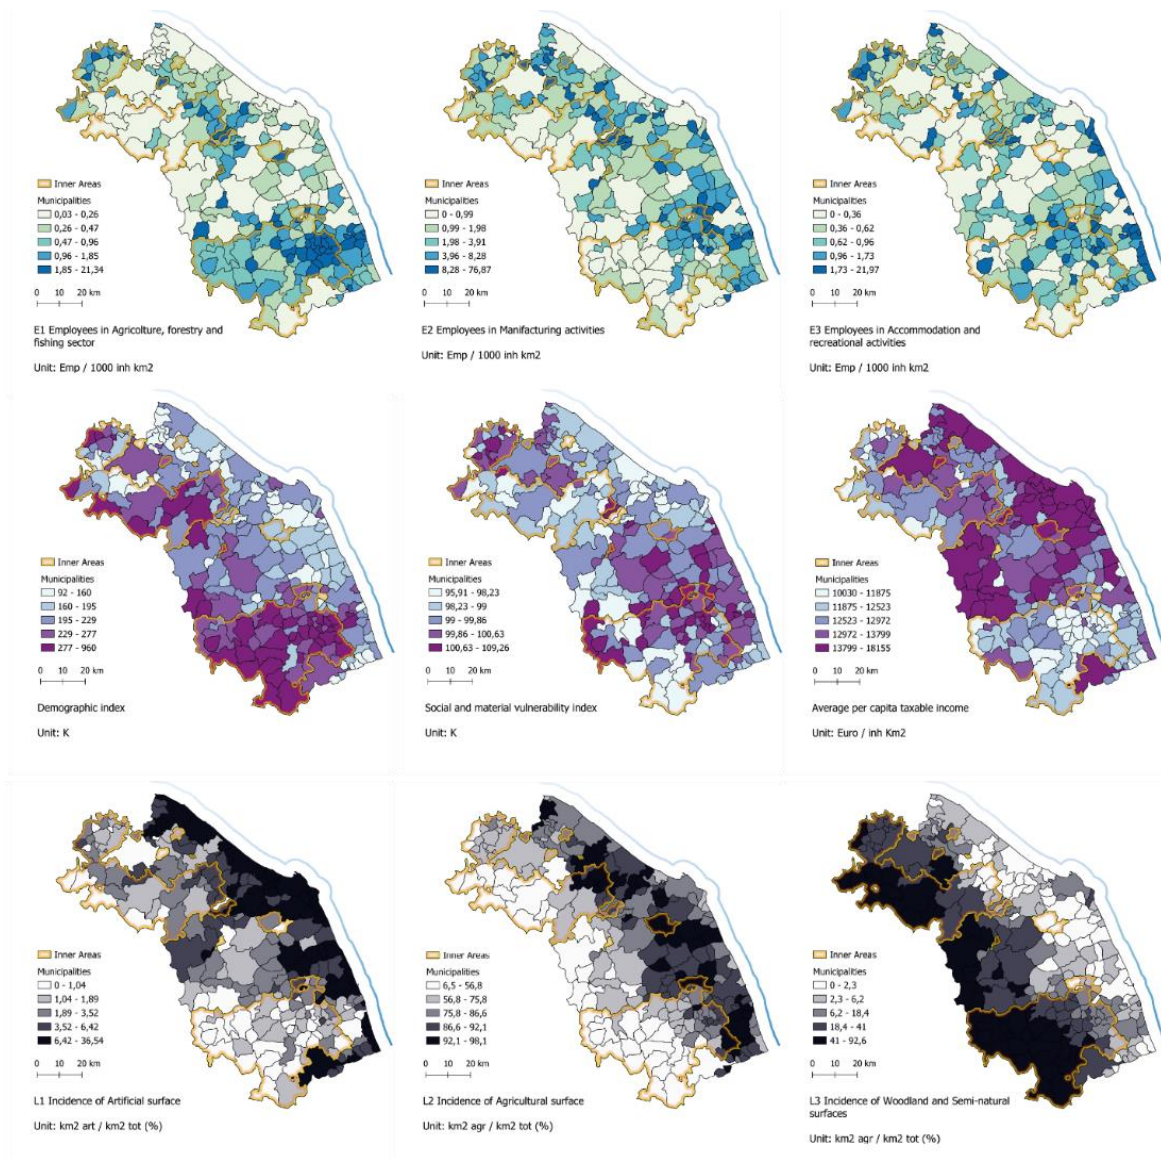 Inner Areas
Municipalities
0,03 - 0,26
0,26 - 0,47
0,47 - 0,96
0,96 - 1,85
1,85 - 21,34
0 10 20 km
E1 Employees in Agriculture, forestry and
fishing sector
Unit: Emp / 1000 inh km2
Inner Areas
Municipalities
0 - 0,99
0,99 - 1,98
1,98 - 3,91
3,96 - 8,28
8,28 - 76,87
0 10 20 km
E2 Employees in Manifacturing activities
Unit: Emp / 1000 inh km2
Inner Areas
Municipalities
0 - 0,36
0,36 - 0,62
0,62 - 0,96
0,96 - 1,73
1,73 - 21,97
0 10 20 km
E3 Employees in Accommodation and
recreational activities
Unit: Emp / 1000 inh km2
Inner Areas
Municipalities
92 - 160
160 - 195
195 - 229
229 - 277
277 - 960
0 10 20 km
Demographic index
Unit: K
Inner Areas
Municipalities
95,91 - 98,23
98,23 - 99
99 - 99,86
99,86 - 100,63
100,63 - 109,26
0 10 20 km
Social and material vulnerability index
Unit: K
Inner Areas
Municipalities
10030 - 11875
11875 - 12523
12523 - 12972
12972 - 13799
13799 - 18155
0 10 20 km
Average per capita taxable income
Unit: Euro / inh Km2
Inner Areas
Municipalities
0 - 1,04
1,04 - 1,89
1,89 - 3,52
3,52 - 6,42
6,42 - 36,54
0 10 20 km
L1 Incidence of Artificial surface
Unit: km2 art / km2 tot (%)
Inner Areas
Municipalities
6,5 - 56,8
56,8 - 75,8
75,8 - 86,6
86,6 - 92,1
92,1 - 98,1
0 10 20 km
L2 Incidence of Agricultural surface
Unit: km2 agr / km2 tot (%)
Inner Areas
Municipalities
0 - 2,3
2,3 - 6,2
6,2 - 18,4
18,4 - 41
41 - 92,6
0 10 20 km
L3 Incidence of Woodland and Semi-natural
surfaces
Unit: km2 agr / km2 tot (%)